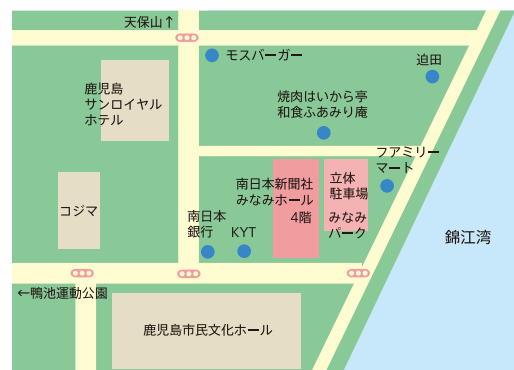 天保山↑
モスバーガー
迫田
鹿児島
サンロイヤル
ホテル
焼肉はいから亭
和食ふぁみり庵
フアミリー
マート
南日本新聞社
みなみホール
4階
立体
駐車場
みなみ
パーク
コジマ
南日本
銀行
KYT
錦江湾
←鴨池運動公園
鹿児島市民文化ホール